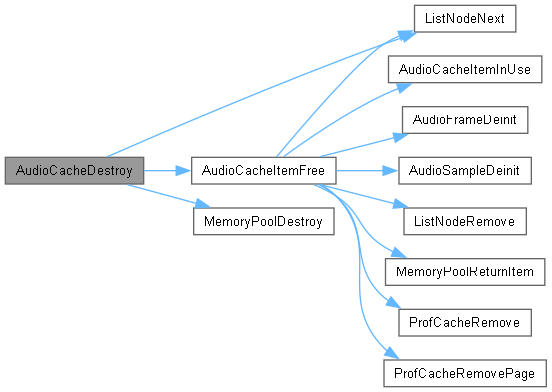 ListNodeNext
AudioCacheItemInUse
AudioFrameDeinit
AudioCacheDestroy
AudioCacheItemFree
AudioSampleDeinit
MemoryPoolDestroy
ListNodeRemove
MemoryPoolReturnItem
ProfCacheRemove
ProfCacheRemovePage